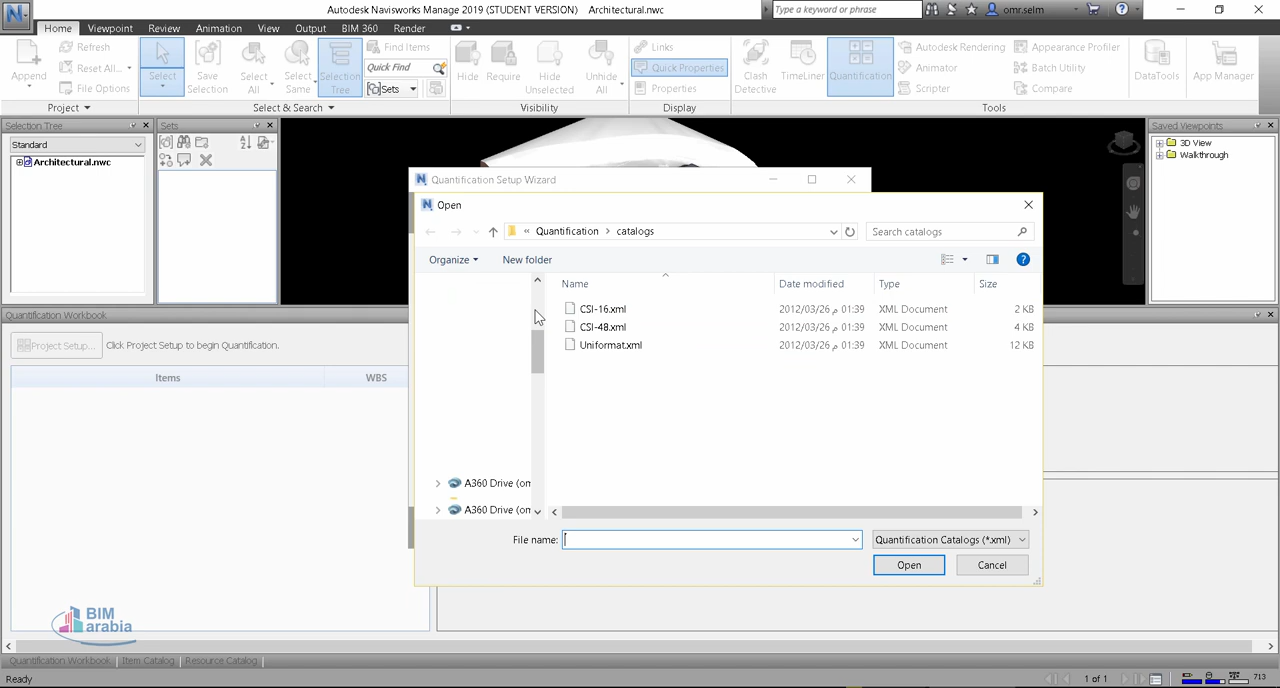 Autodesk Navisworks Manage 2019 (STUDENT VERSION) Architectural.nwc
Type a keyword or phrase
omr.selm
Home Viewpoint Review Animation View Output BIM 360 Render
Append
Refresh
Reset All...
File Options
Select
Save Selection
Select All
Select Same
Selection Tree
Find Items
Quick Find
Sets
Hide
Require
Hide Unselected
Unhide All
Links
Quick Properties
Properties
Clash Detective
TimeLiner
Quantification
Autodesk Rendering
Animator
Scripter
Appearance Profiler
Batch Utility
Compare
DataTools
App Manager
Project
Select & Search
Visibility
Display
Tools
Selection Tree
Sets
Saved Viewpoints
Standard
Architectural.nwc
3D View
Walkthrough
Quantification Setup Wizard
Open
« Quantification > catalogs
Search catalogs
Organize
New folder
Name Date modified Type Size
CSI-16.xml 2012/03/26 01:39 م XML Document 2 KB
CSI-48.xml 2012/03/26 01:39 م XML Document 4 KB
Uniformat.xml 2012/03/26 01:39 م XML Document 12 KB
A360 Drive (om
A360 Drive (om
File name:
Quantification Catalogs (*.xml)
Open
Cancel
Quantification Workbook
Project Setup...
Click Project Setup to begin Quantification.
Items
WBS
BIM
arabia
Quantification Workbook Item Catalog Resource Catalog
Ready
1 of 1
713